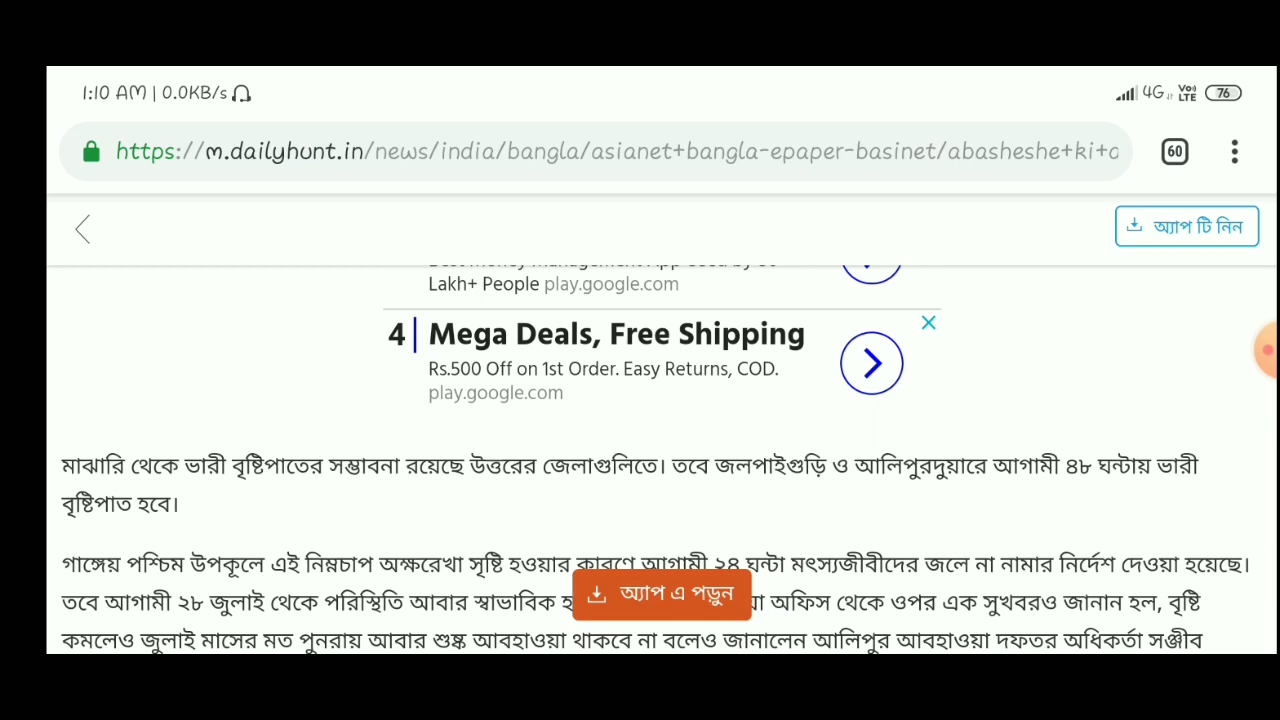 1:10 AM | 0.0KB/s
4G Vo) LTE 76
https://m.dailyhunt.in/news/india/bangla/asianet+bangla-epaper-basinet/abasheshe+ki+a
60
অ্যাপ টি নিন
Lakh+ People play.google.com
4 Mega Deals, Free Shipping
Rs.500 Off on 1st Order. Easy Returns, COD.
play.google.com
মাঝারি থেকে ভারী বৃষ্টিপাতের সম্ভাবনা রয়েছে উত্তরের জেলাগুলিতে। তবে জলপাইগুড়ি ও আলিপুরদুয়ারে আগামী ৪৮ ঘন্টায় ভারী
বৃষ্টিপাত হবে।
গাঙ্গেয় পশ্চিম উপকূলে এই নিম্নচাপ অক্ষরেখা সৃষ্টি হওয়ার কারণে আগামী ২৪ ঘন্টা মৎস্যজীবীদের জলে না নামার নির্দেশ দেওয়া হয়েছে।
তবে আগামী ২৮ জুলাই থেকে পরিস্থিতি আবার স্বাভাবিক অফিস থেকে ওপর এক সুখবরও জানান হল, বৃষ্টি
অ্যাপ এ পড়ুন
কমলেও জুলাই মাসের মত পুনরায় আবার শুষ্ক আবহাওয়া থাকবে না বলেও জানালেন আলিপুর আবহাওয়া দফতর অধিকর্তা সঞ্জীব